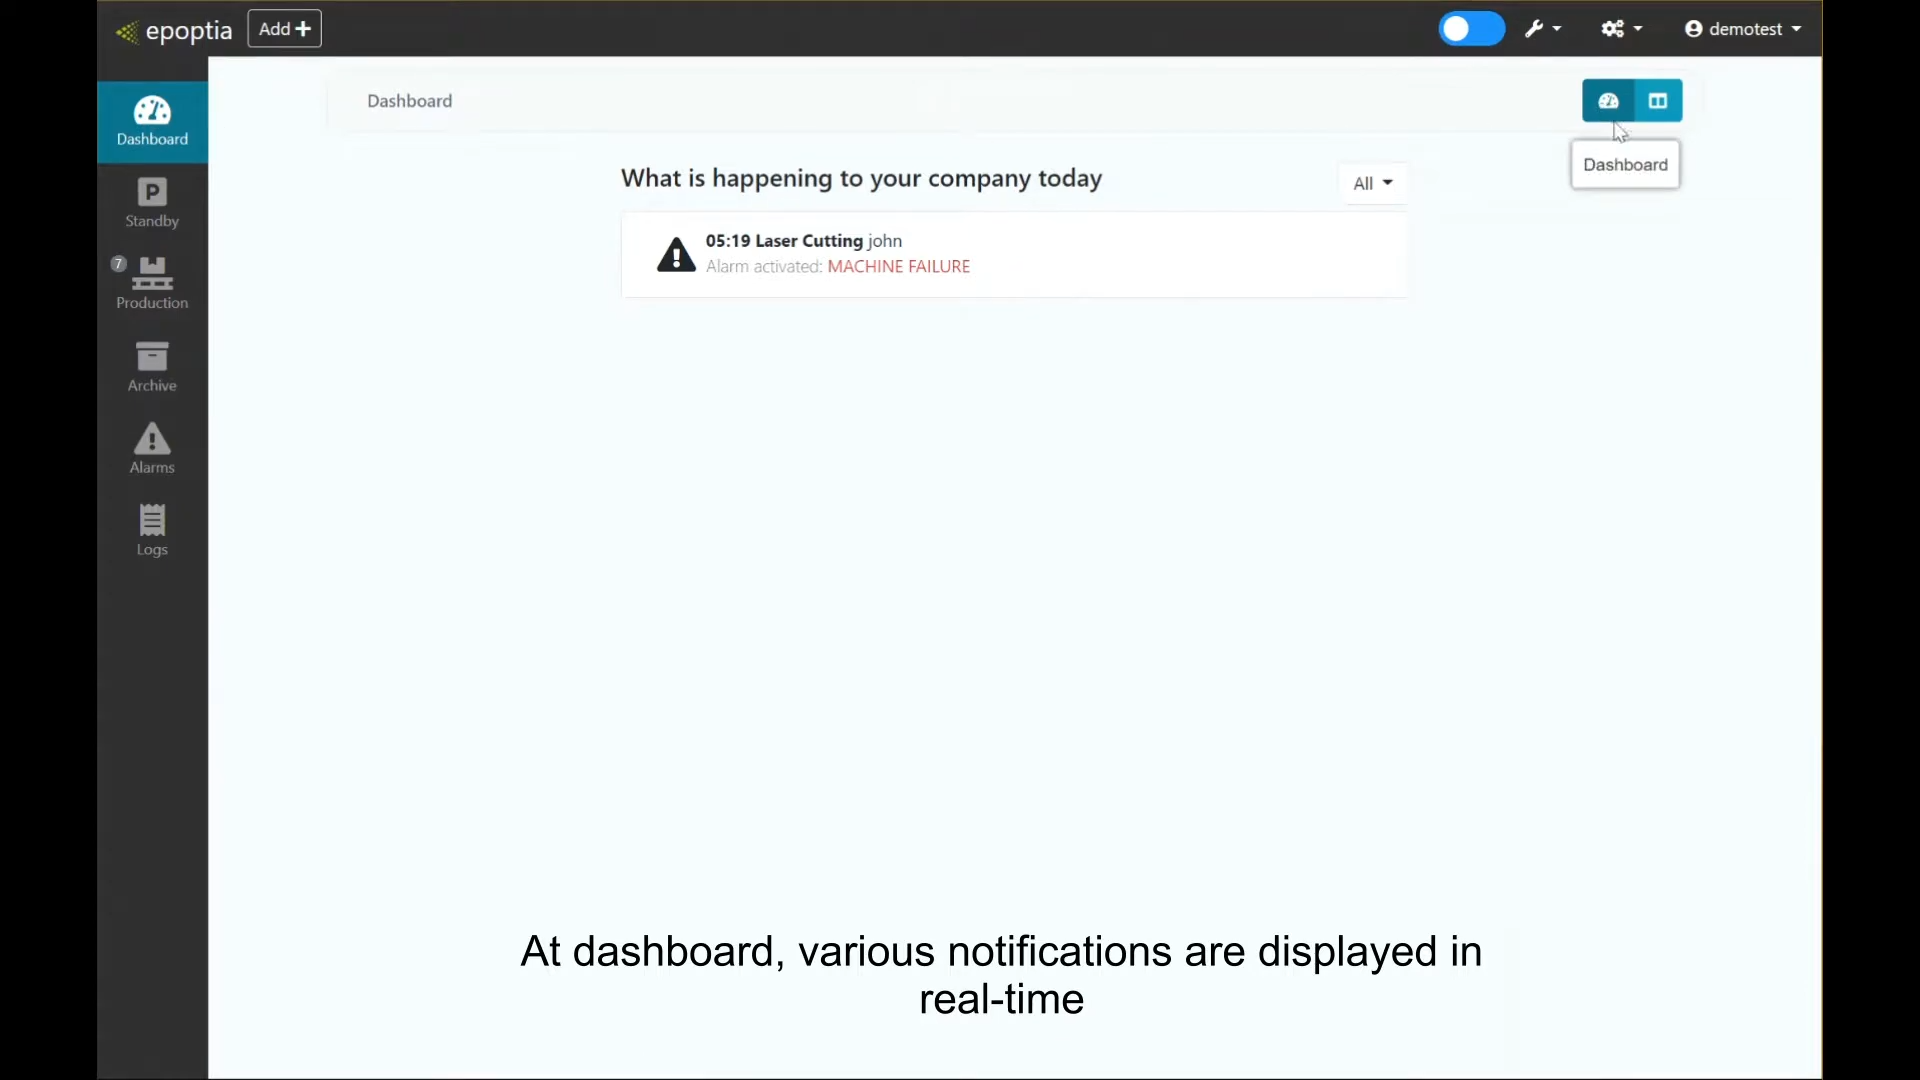 epoptia
Add +
demotest
Dashboard
Standby
7
Production
Archive
Alarms
Logs
Dashboard
Dashboard
What is happening to your company today
All
05:19 Laser Cutting john
Alarm activated: MACHINE FAILURE
At dashboard, various notifications are displayed in
real-time